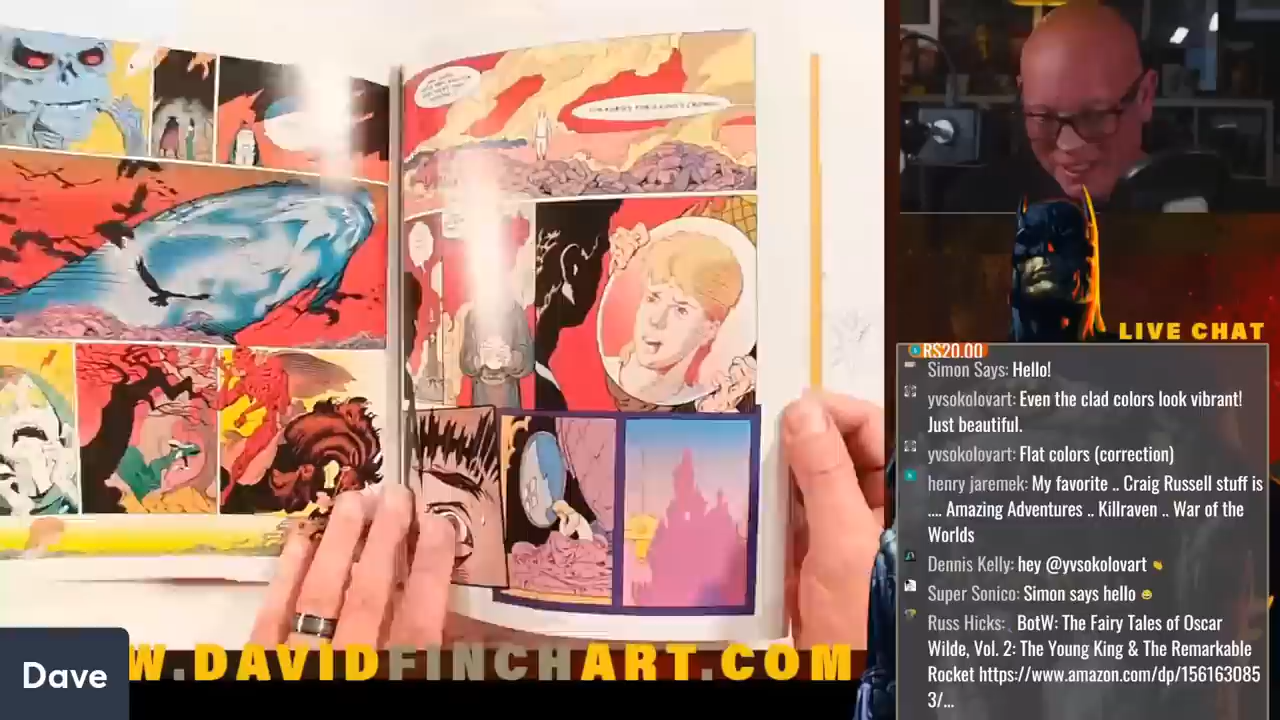 LIVE CHAT
R$20.00
Simon Says: Hello!
yvsokolovart: Even the clad colors look vibrant!
Just beautiful.
yvsokolovart: Flat colors (correction)
henry jaremek: My favorite .. Craig Russell stuff is
.... Amazing Adventures .. Killraven .. War of the
Worlds
Dennis Kelly: hey @yvsokolovart
Super Sonico: Simon says hello
Russ Hicks: BotW: The Fairy Tales of Oscar
Wilde, Vol. 2: The Young King & The Remarkable
Rocket https://www.amazon.com/dp/156163085
3/...
W.DAVIDFINCHART.COM
Dave